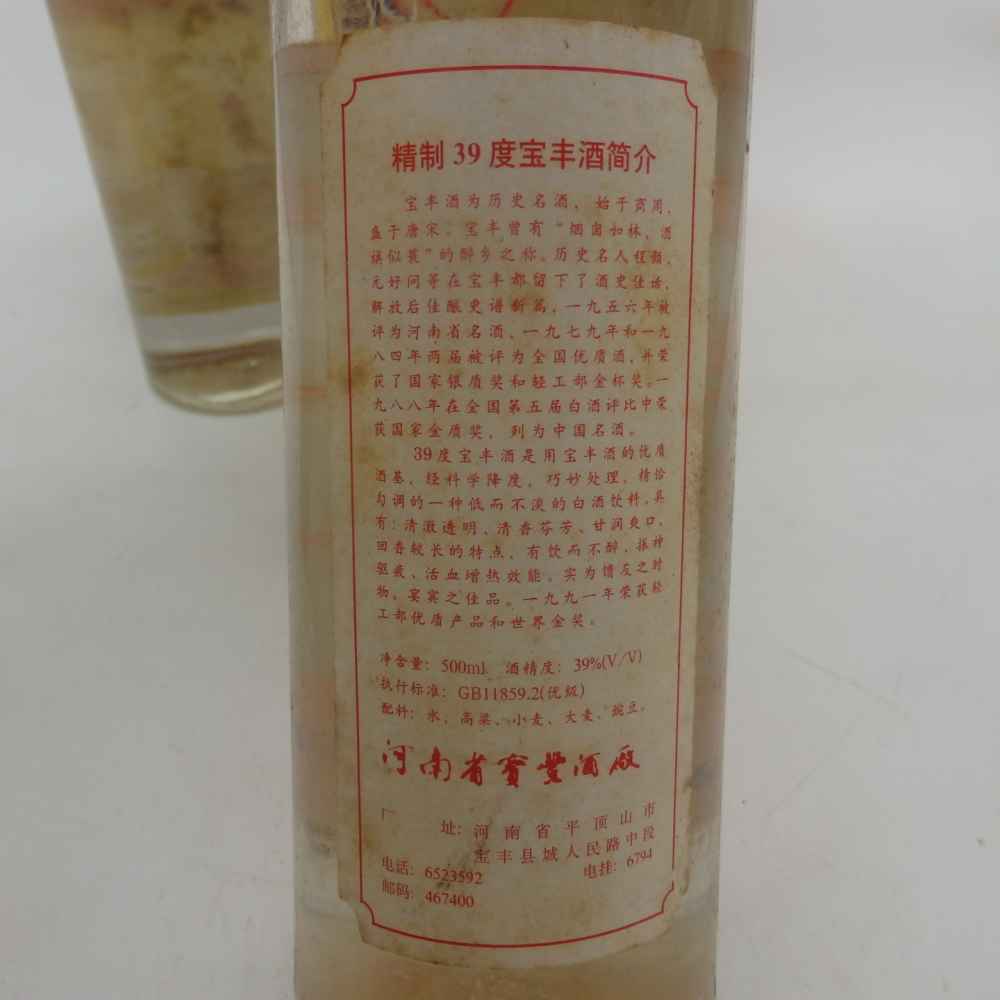 精制39度宝丰酒简介
宝丰酒为历史名酒，始于商周，
盛于唐宋。宝丰曾有“烟囱如林，酒
旗似蓑”的醉乡之称。历史名人程颢，
元好问等在宝丰都留下了酒史佳话，
解放后佳酿更谱新篇，一九五六年被
评为河南省名酒，一九七九年和一九
八四年两届被评为全国优质酒，并荣
获了国家银质奖和轻工部金杯奖。一
九八八年在全国第五届白酒评比中荣
获国家金质奖，列为中国名酒。
39度宝丰酒是用宝丰酒的优质
酒基，经科学降度，巧妙处理，精恰
勾调的一种低而不淡的白酒饮料，具
有：清澈透明、清香芬芳、甘润爽口，
回香较长的特点，有饮而不醉、振神
驱疲、活血增热效能。实为馈友之时
物，宴宾之佳品。一九九一年荣获轻
工部优质产品和世界金奖。
净含量：500ml 酒精度：39%(V/V)
执行标准：GB11859.2(优级)
配料：水、高粱、小麦、大麦、豌豆。
河南省寳豐酒廠
厂 址：河南省平顶山市
宝丰县城人民路中段
电话：6523592 电挂：6794
邮码：467400